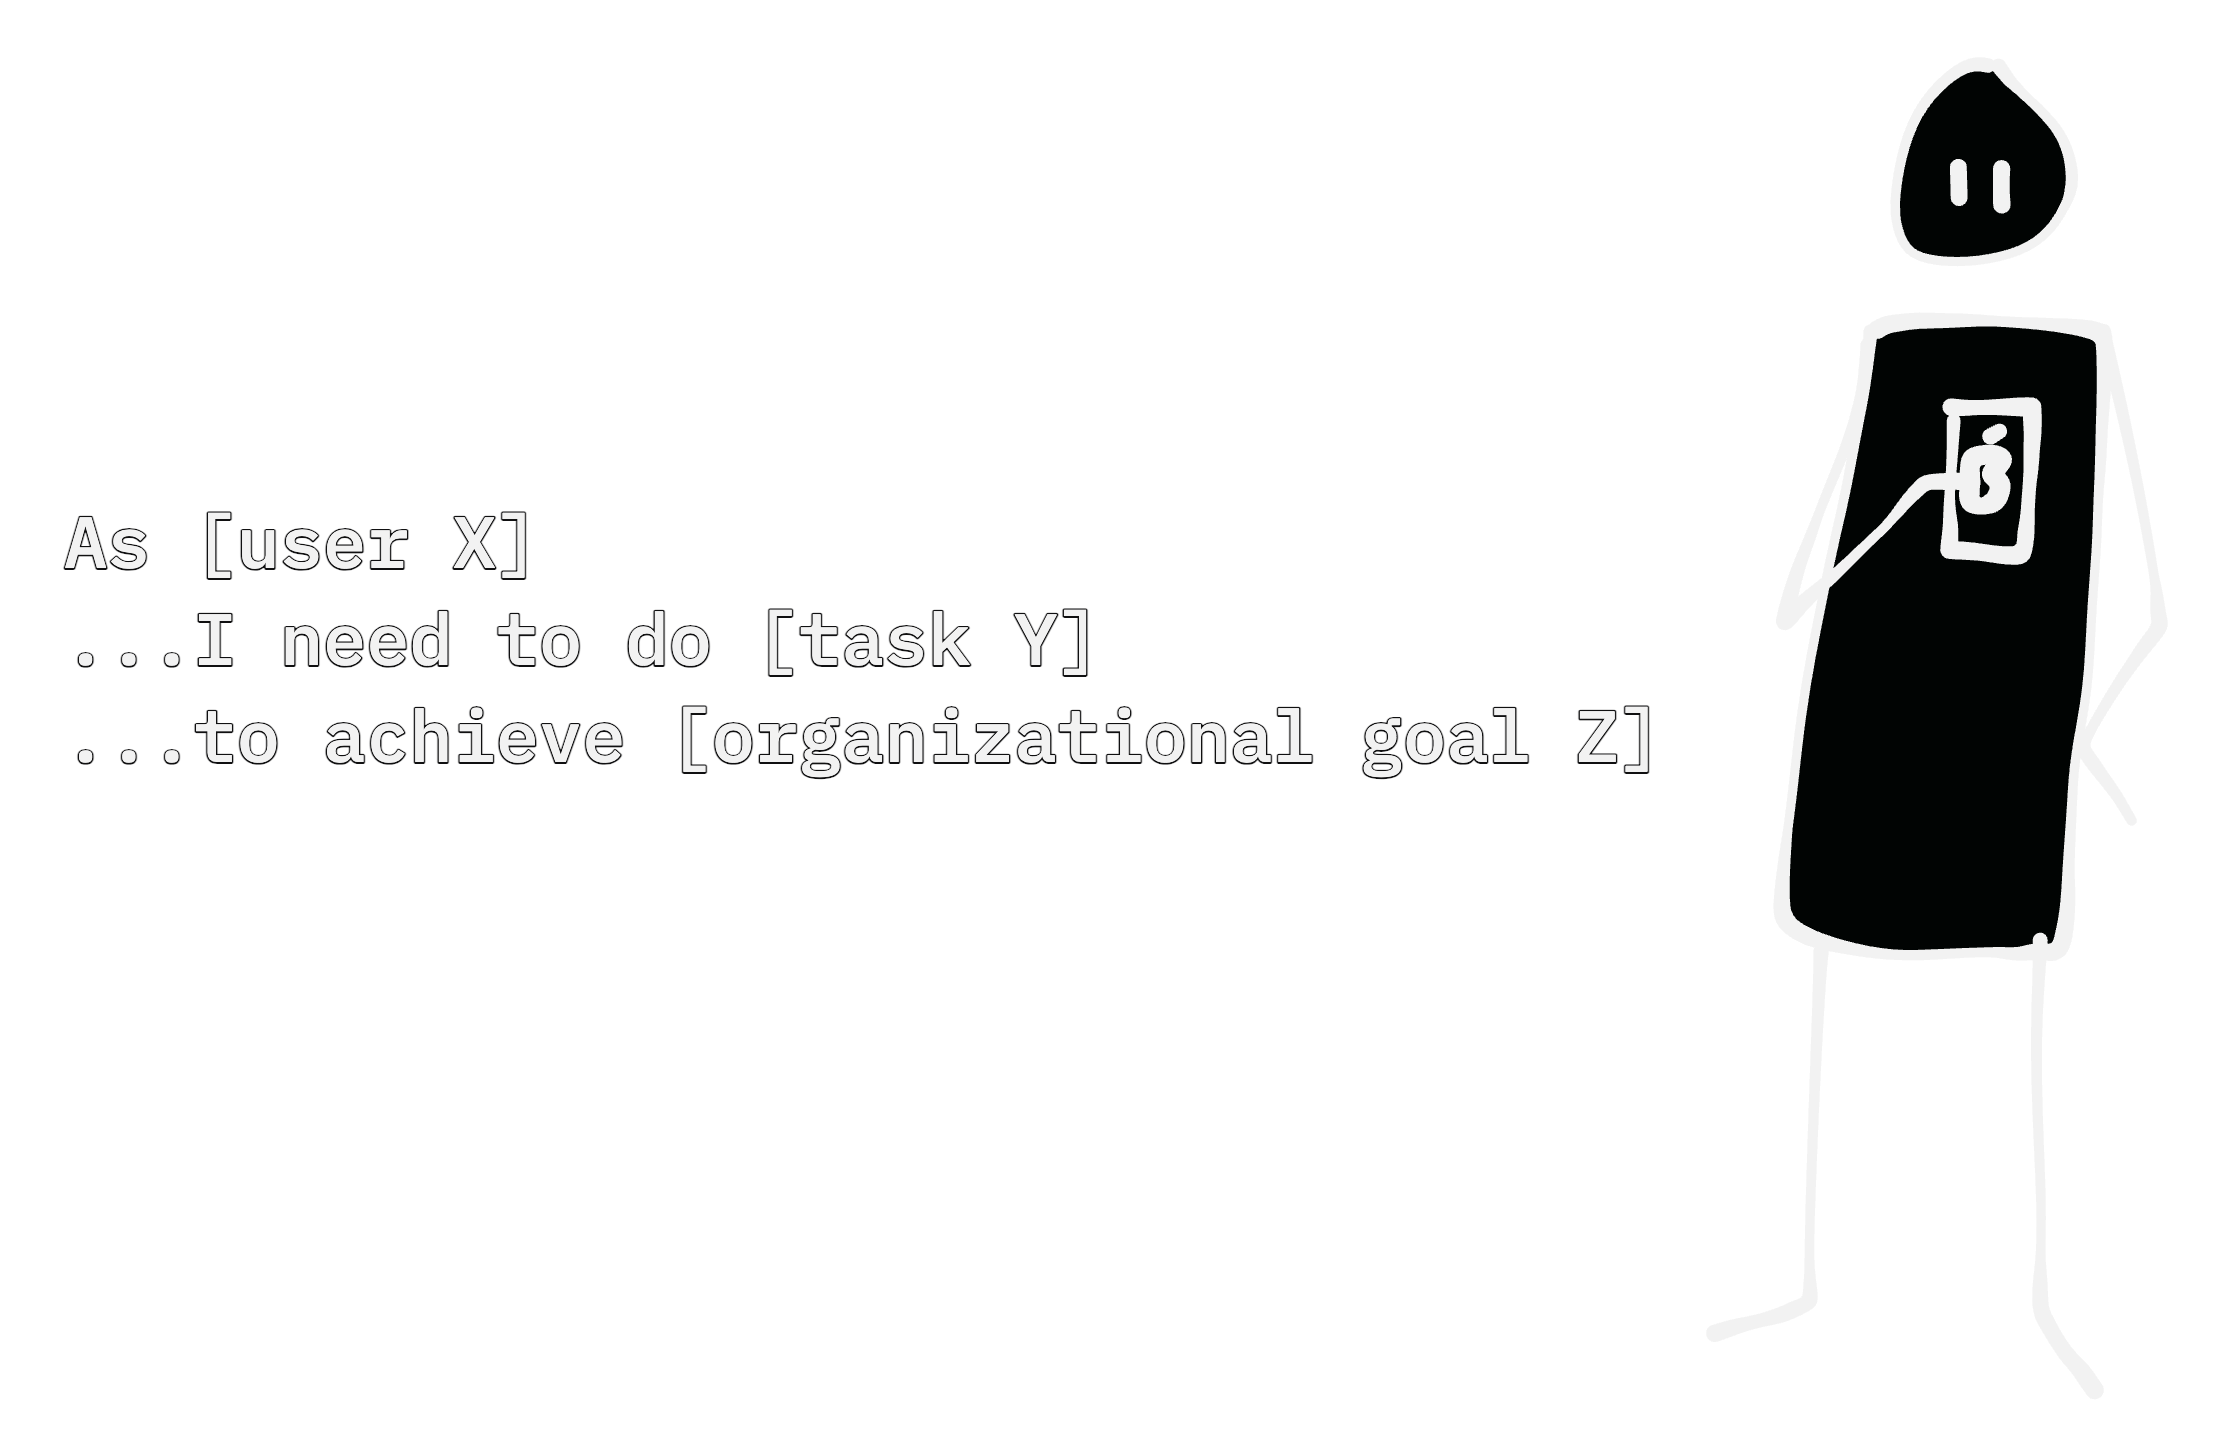 As [user X]
...I need to do [task Y]
...to achieve [organizational goal Z]